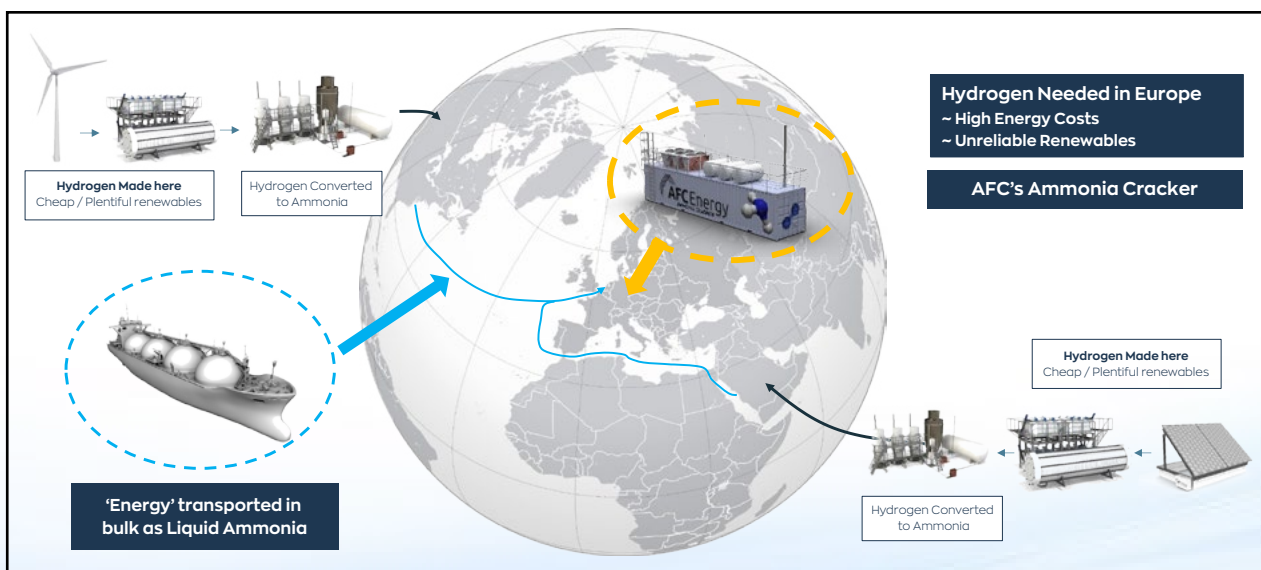 Hydrogen Made here
Cheap / Plentiful renewables
Hydrogen Converted
to Ammonia
Hydrogen Needed in Europe
~ High Energy Costs
~ Unreliable Renewables
AFC's Ammonia Cracker
AFC Energy
'Energy' transported in
bulk as Liquid Ammonia
Hydrogen Made here
Cheap / Plentiful renewables
Hydrogen Converted
to Ammonia